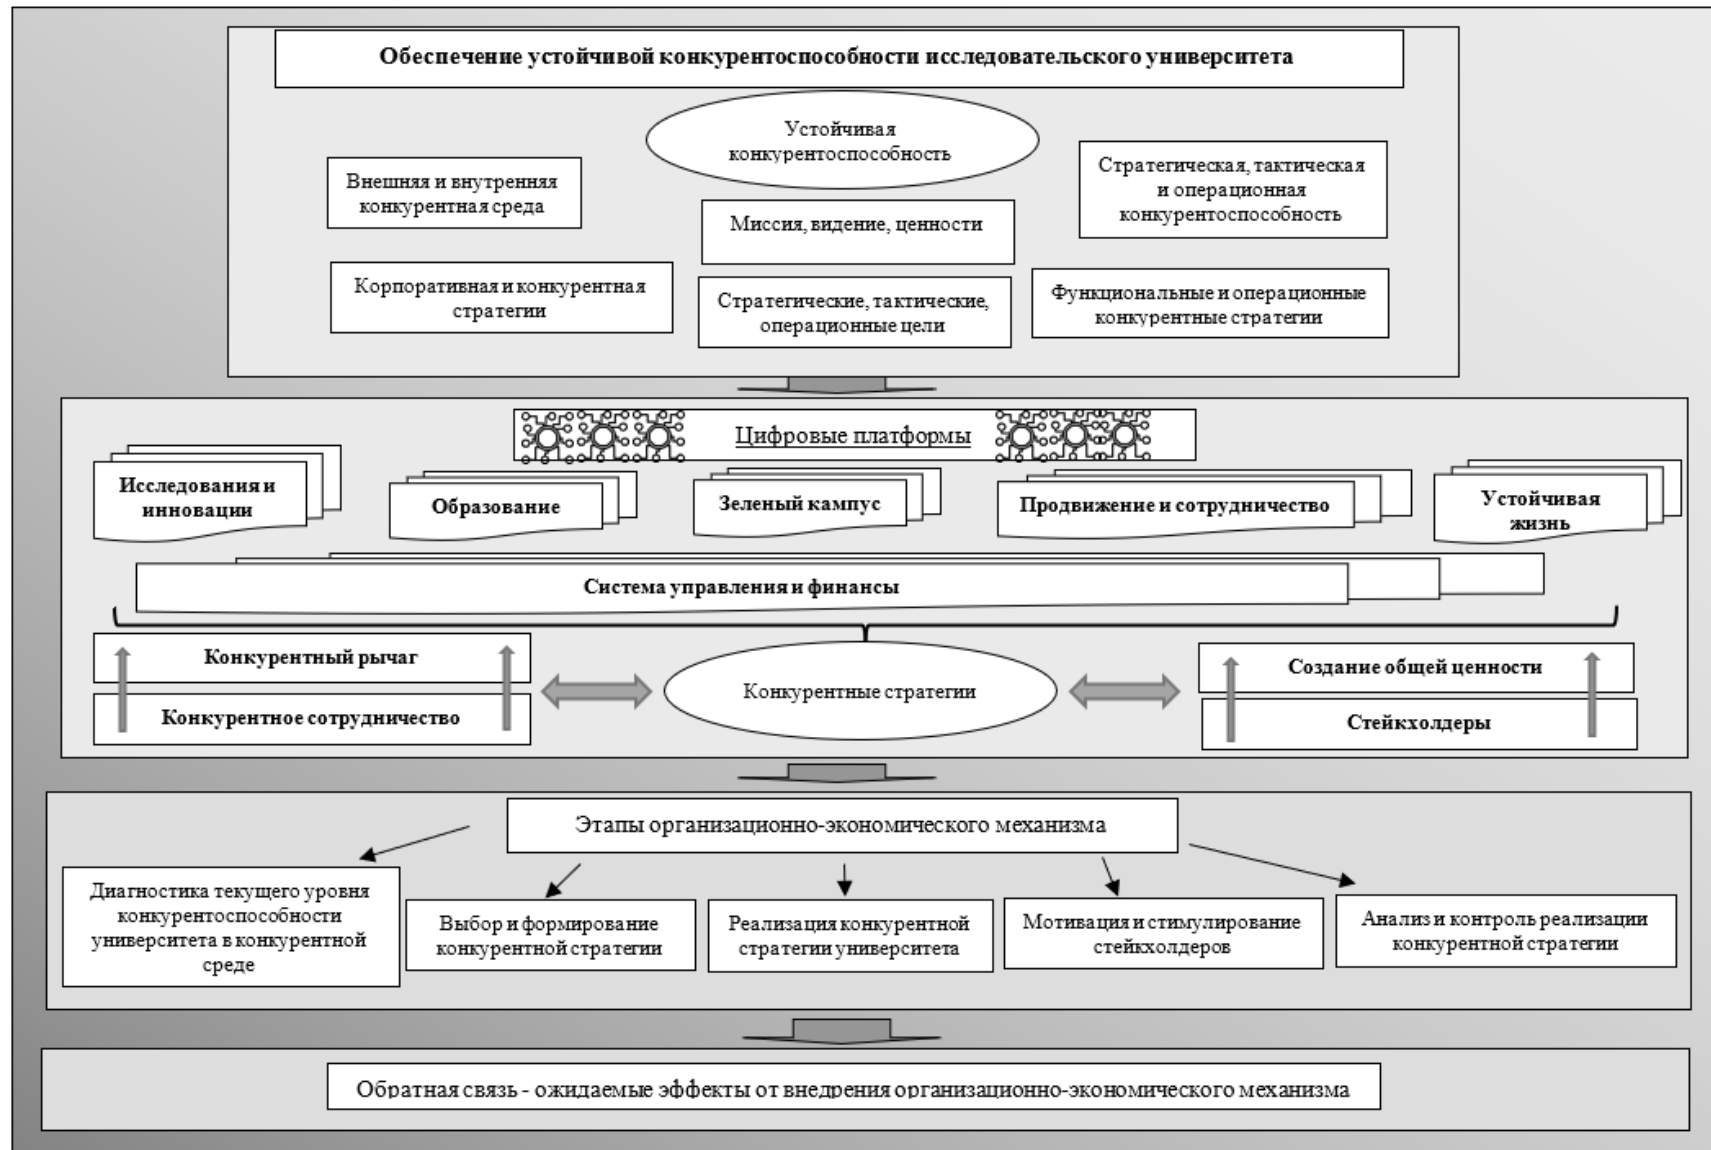 Обеспечение устойчивой конкурентоспособности исследовательского университета
Устойчивая
конкурентоспособность
Внешняя и внутренняя
конкурентная среда
Стратегическая, тактическая
и операционная
конкурентоспособность
Миссия, видение, ценности
Корпоративная и конкурентная
стратегии
Стратегические, тактические,
операционные цели
Функциональные и операционные
конкурентные стратегии
Цифровые платформы
Исследования и
инновации
Образование
Зеленый кампус
Продвижение и сотрудничество
Устойчивая
жизнь
Система управления и финансы
Конкурентный рычаг
Конкурентное сотрудничество
Конкурентные стратегии
Создание общей ценности
Стейкхолдеры
Этапы организационно-экономического механизма
Диагностика текущего уровня
конкурентоспособности
университета в конкурентной
среде
Выбор и формирование
конкурентной стратегии
Реализация конкурентной
стратегии университета
Мотивация и стимулирование
стейкхолдеров
Анализ и контроль реализации
конкурентной стратегии
Обратная связь - ожидаемые эффекты от внедрения организационно-экономического механизма